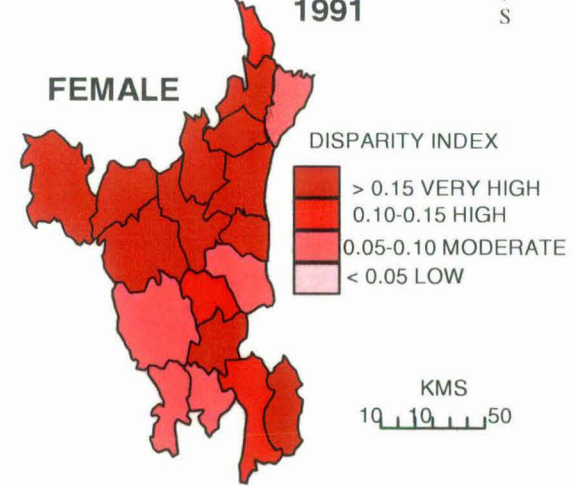 1991
S
FEMALE
DISPARITY INDEX
> 0.15 VERY HIGH
0.10-0.15 HIGH
0.05-0.10 MODERATE
< 0.05 LOW
KMS
10 10 50